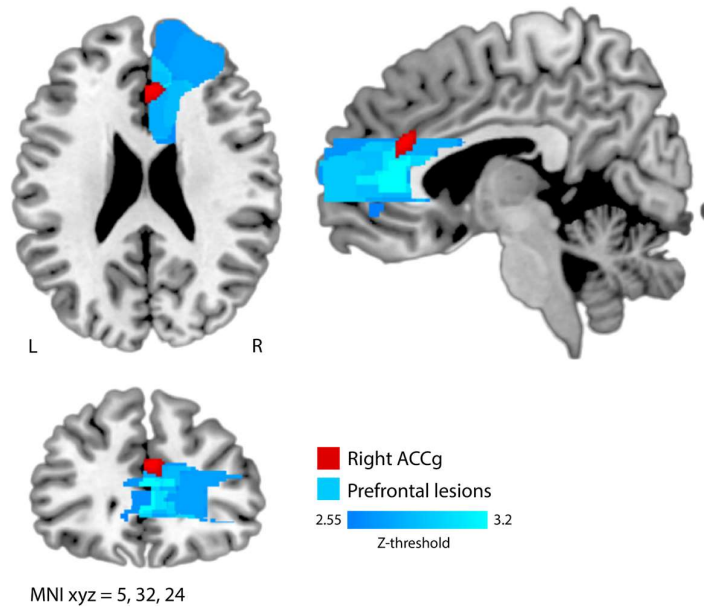 L R
Right ACCg
Prefrontal lesions
2.55 3.2
Z-threshold
MNI xyz = 5, 32, 24